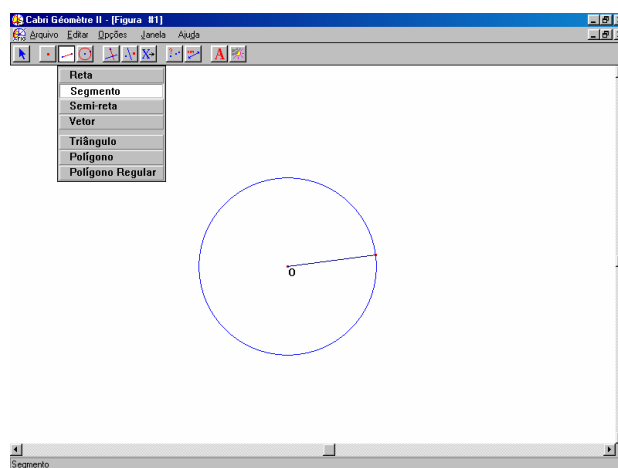 Cabri Géomètre II - [Figura #1]
Arquivo Editar Opções Janela Ajuda
A
Reta
Segmento
Semi-reta
Vetor
Triângulo
Polígono
Polígono Regular
O
Segmento